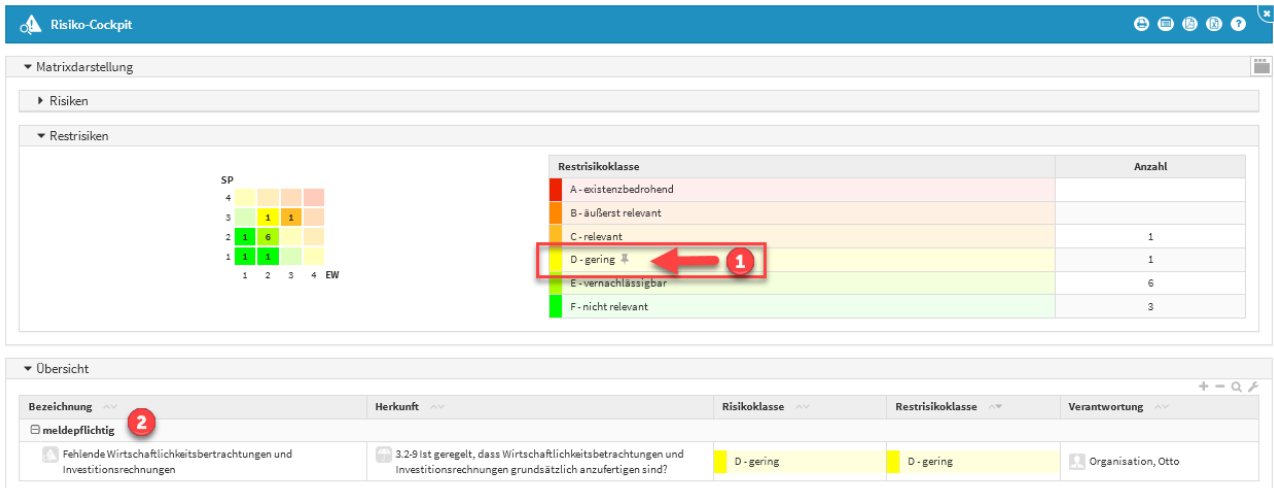 Risiko-Cockpit
Matrixdarstellung
Risiken
Restrisiken
SP
4
3 1 1
2 1 6
1 1 1
1 2 3 4 EW
Restrisikoklasse Anzahl
A - existenzbedrohend
B - äußerst relevant
C - relevant 1
D - gering 1 1
E - vernachlässigbar 6
F - nicht relevant 3
Übersicht
Bezeichnung Herkunft Risikoklasse Restrisikoklasse Verantwortung
meldepflichtig 2
Fehlende Wirtschaftlichkeitsbertrachtungen und 3.2-9 Ist geregelt, dass Wirtschaftlichkeitsbetrachtungen und
Investitionsrechnungen Investitionsrechnungen grundsätzlich anzufertigen sind? D - gering D - gering Organisation, Otto